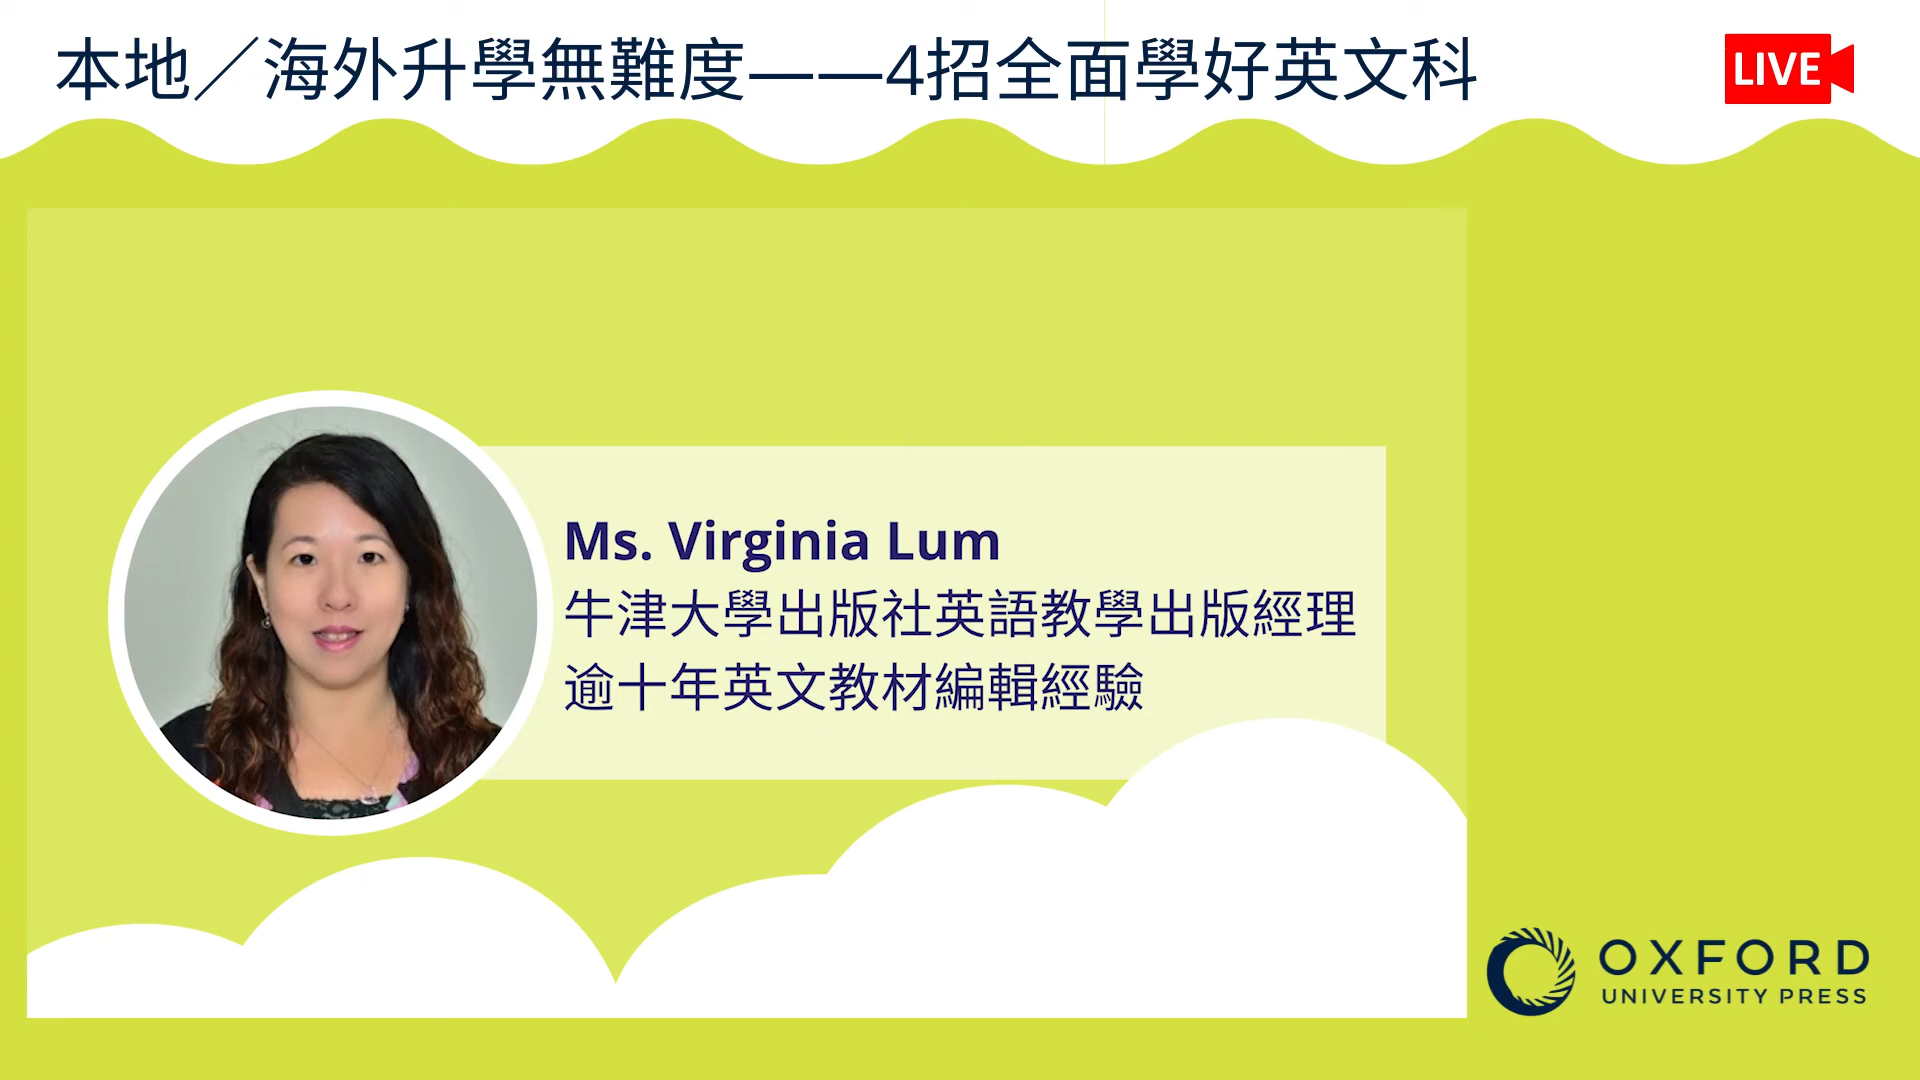 本地／海外升學無難度——4招全面學好英文科
LIVE
Ms. Virginia Lum
牛津大學出版社英語教學出版經理
逾十年英文教材編輯經驗
OXFORD
UNIVERSITY PRESS